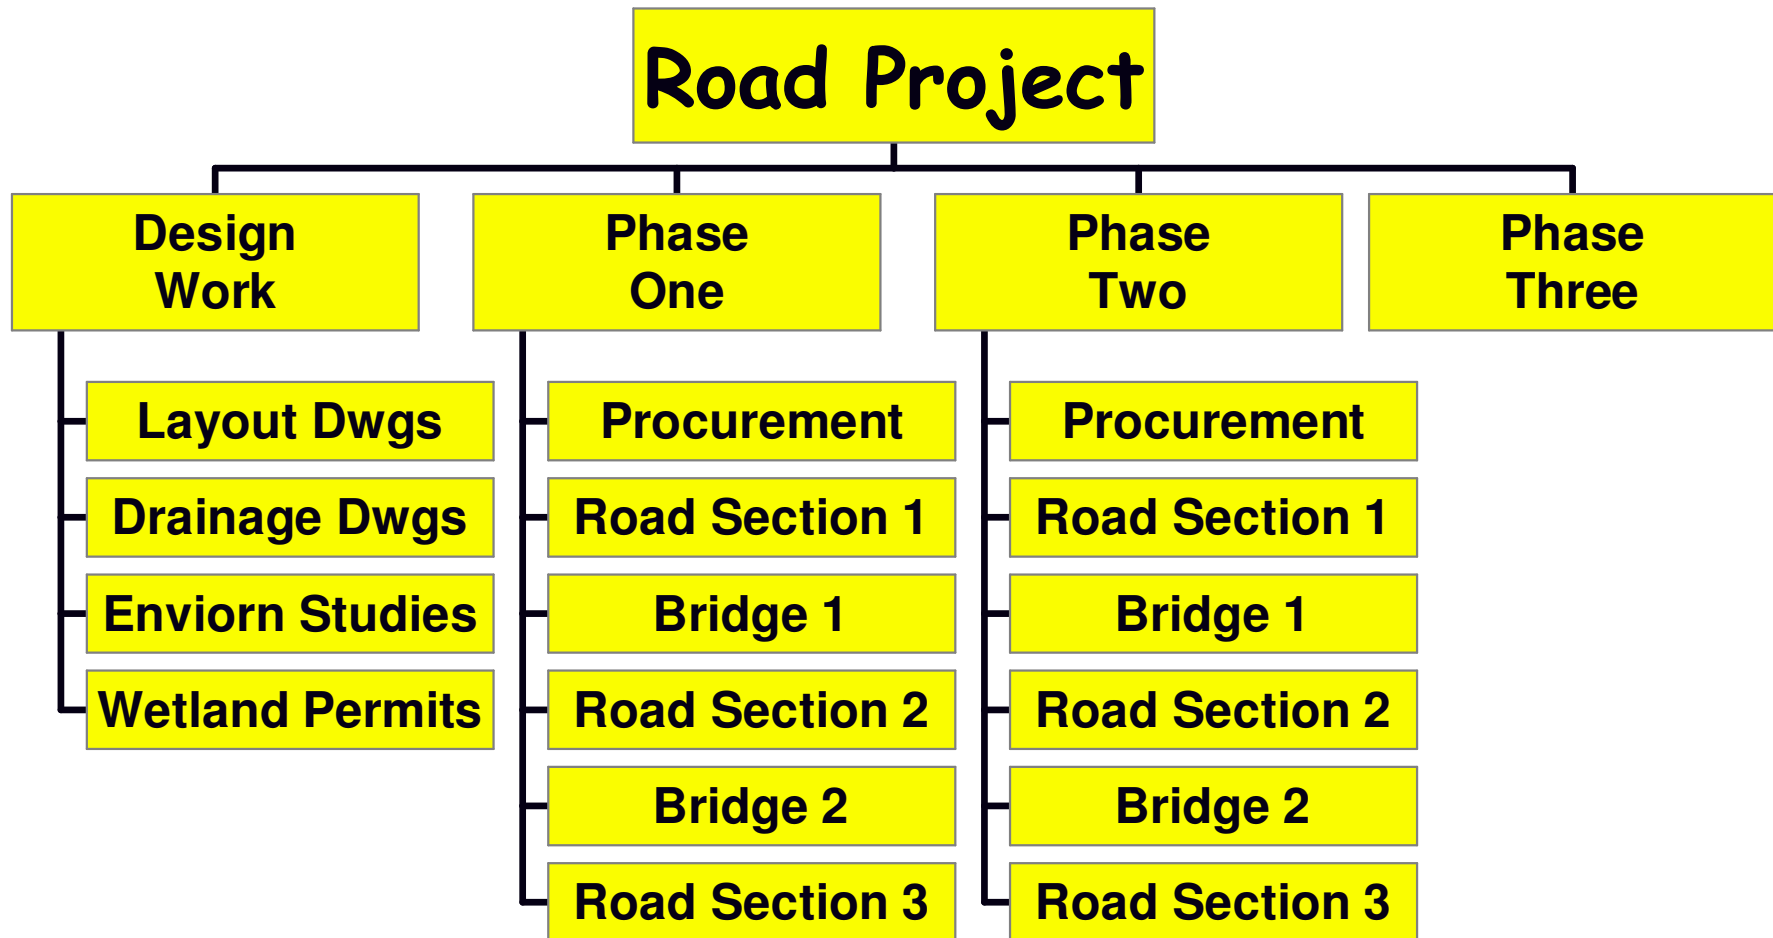 Road Project
Design
Work
Phase
One
Phase
Two
Phase
Three
Layout Dwgs
Drainage Dwgs
Enviorn Studies
Wetland Permits
Procurement
Road Section 1
Bridge 1
Road Section 2
Bridge 2
Road Section 3
Procurement
Road Section 1
Bridge 1
Road Section 2
Bridge 2
Road Section 3